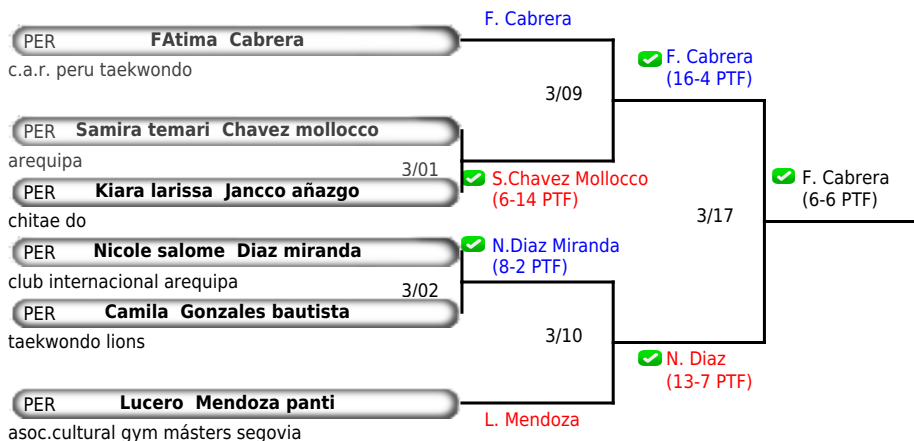 F. Cabrera
PER FAtima Cabrera
c.a.r. peru taekwondo
F. Cabrera
(16-4 PTF)
3/09
PER Samira temari Chavez mollocco
arequipa
3/01
PER Kiara larissa Jancco añazgo
chitae do
S.Chavez Mollocco
(6-14 PTF)
F. Cabrera
(6-6 PTF)
3/17
PER Nicole salome Diaz miranda
club internacional arequipa
N.Diaz Miranda
(8-2 PTF)
3/02
PER Camila Gonzales bautista
taekwondo lions
3/10
N. Diaz
(13-7 PTF)
PER Lucero Mendoza panti
asoc.cultural gym másters segovia
L. Mendoza